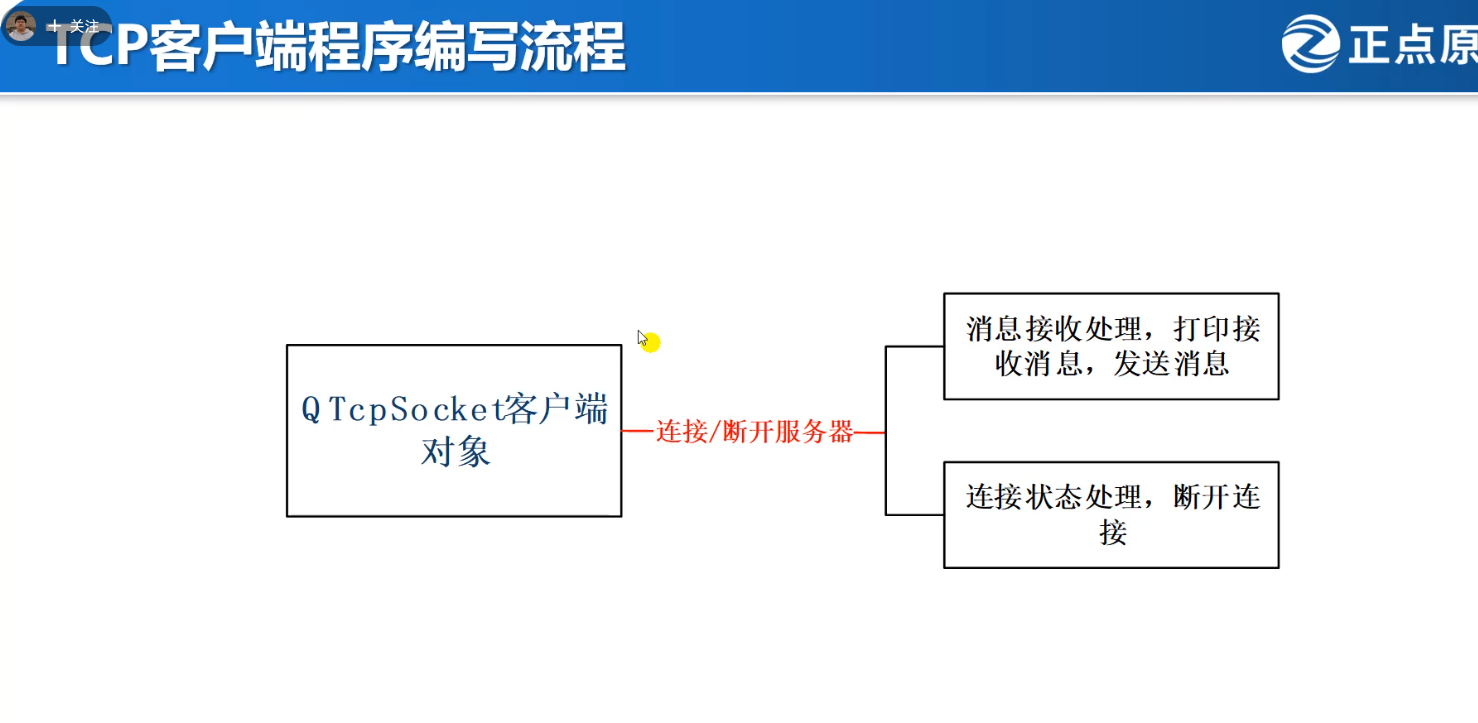 + 关注
TCP客户端程序编写流程
正点原
QTcpSocket客户端
对象
连接/断开服务器
消息接收处理，打印接
收消息，发送消息
连接状态处理，断开连
接